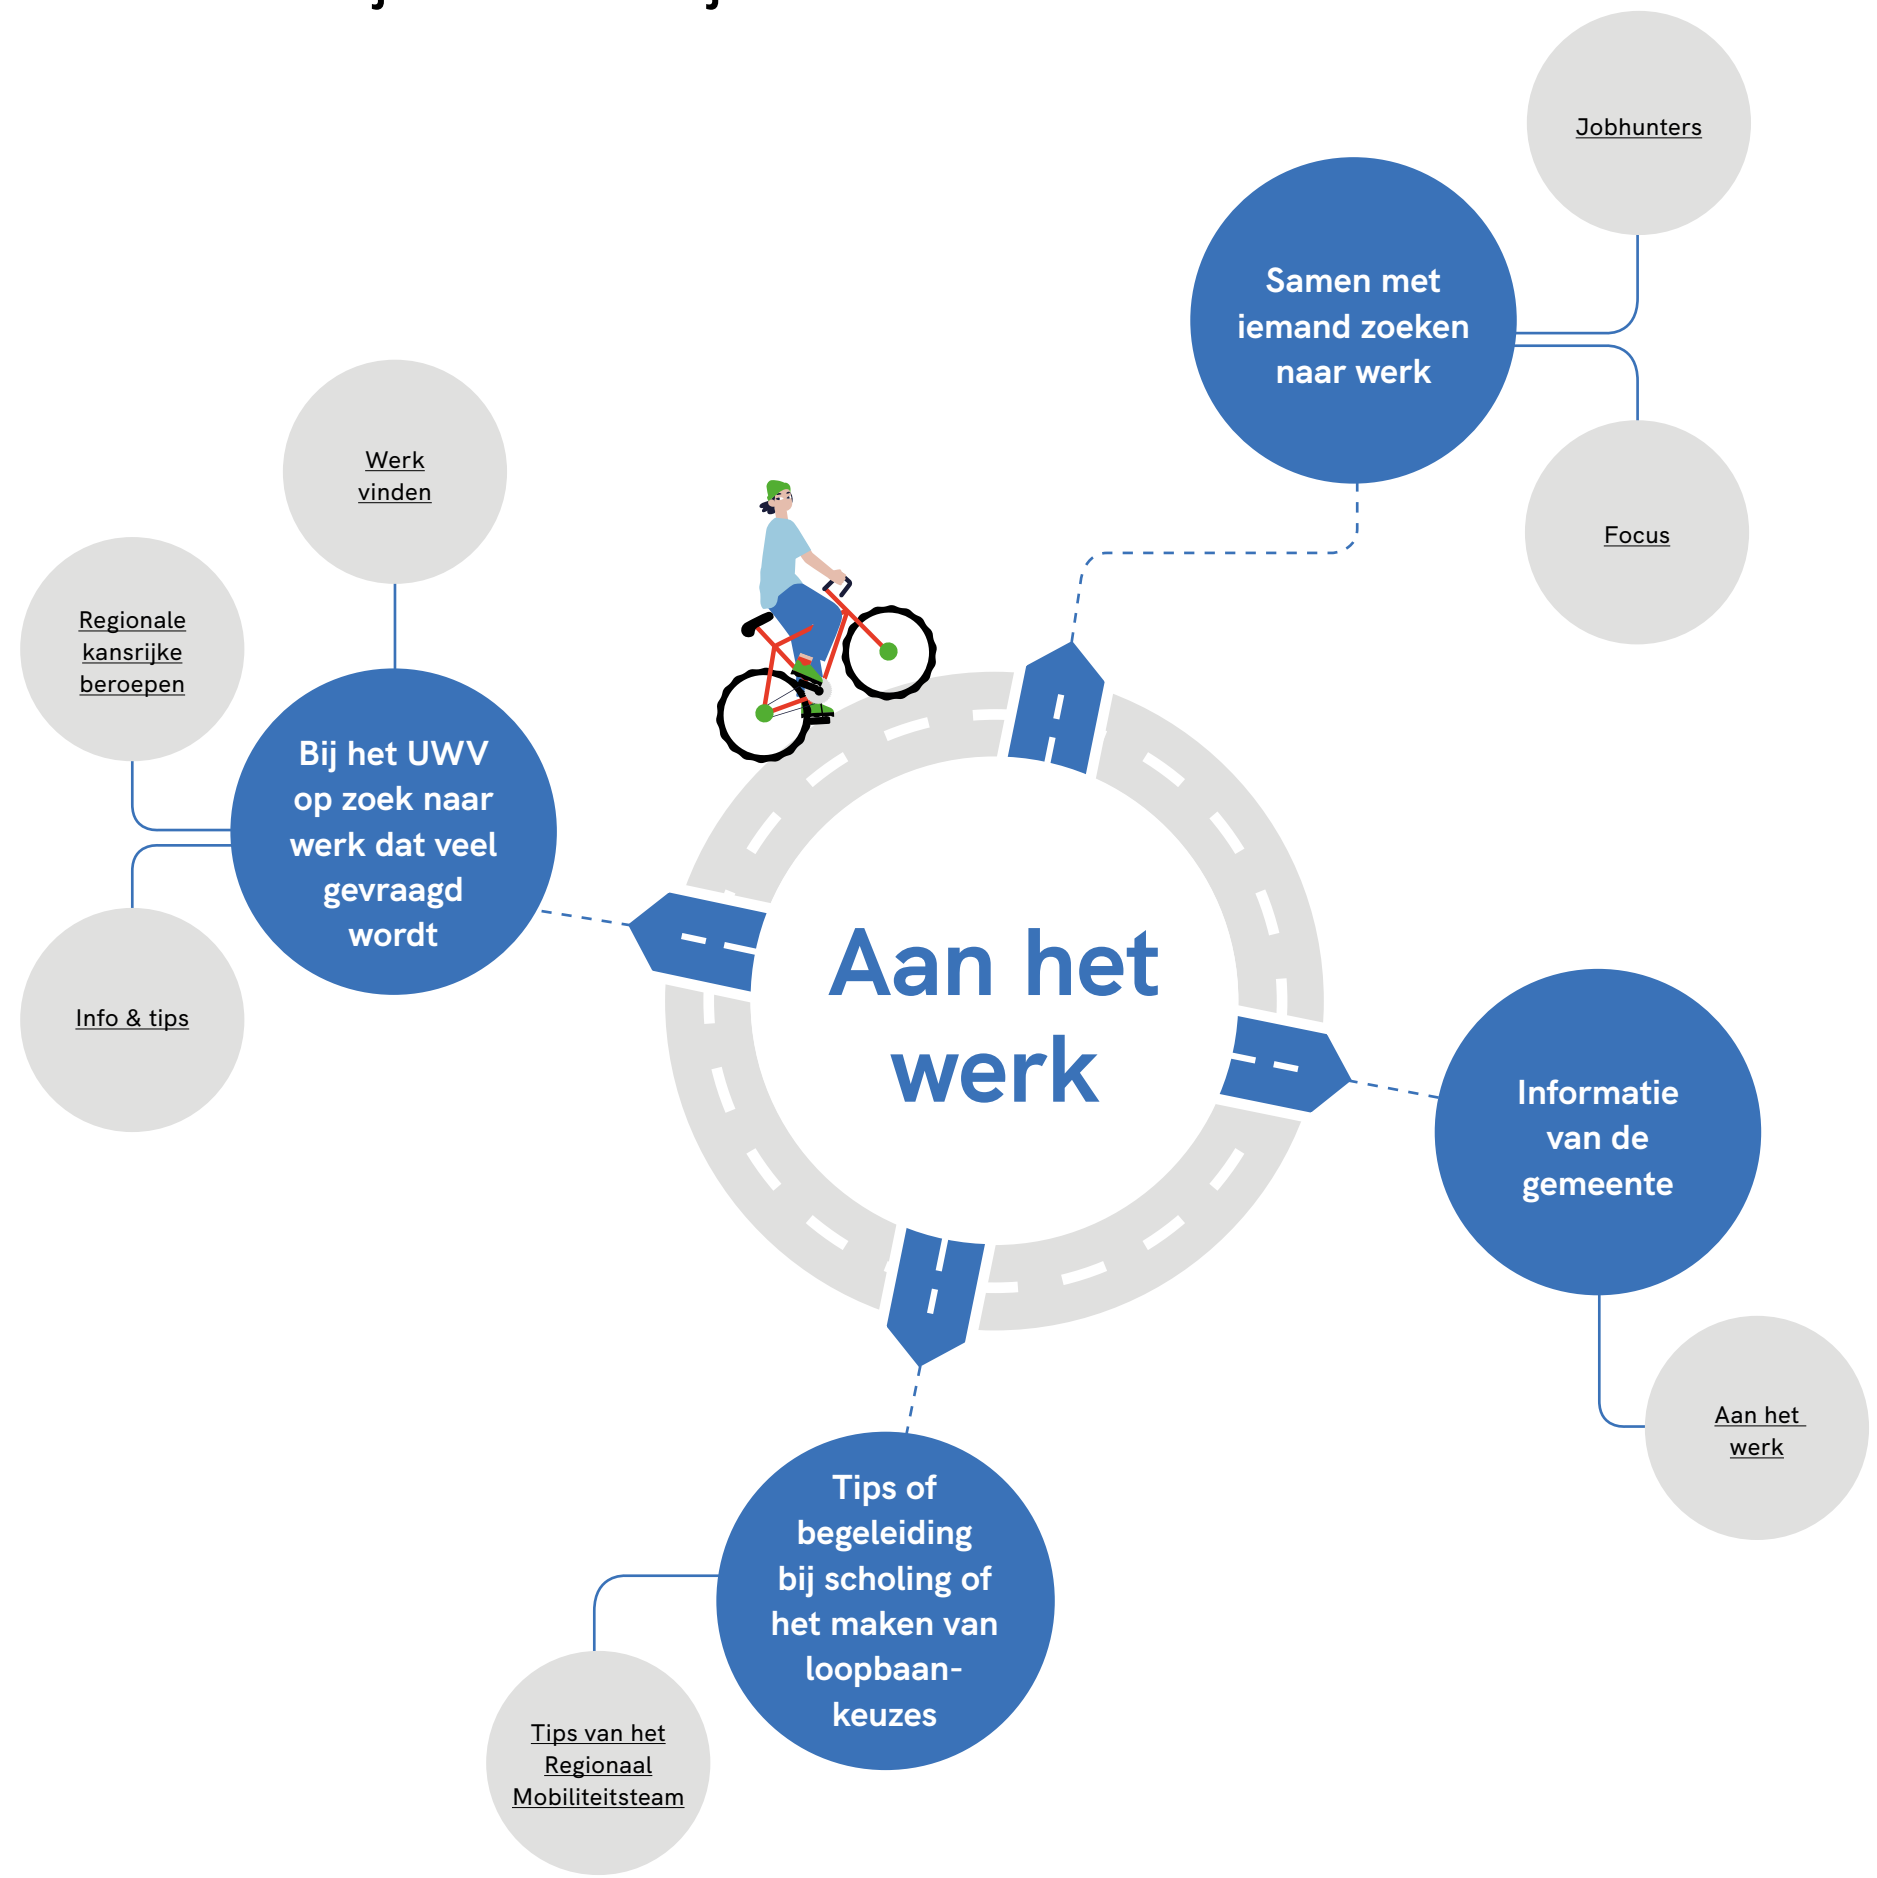 Jobhunters
Samen met
iemand zoeken
naar werk
Focus
Werk
vinden
Regionale
kansrijke
beroepen
Bij het UWV
op zoek naar
werk dat veel
gevraagd
wordt
Info & tips
Aan het
werk
Informatie
van de
gemeente
Aan het
werk
Tips of
begeleiding
bij scholing of
het maken van
loopbaan-
keuzes
Tips van het
Regionaal
Mobiliteitsteam